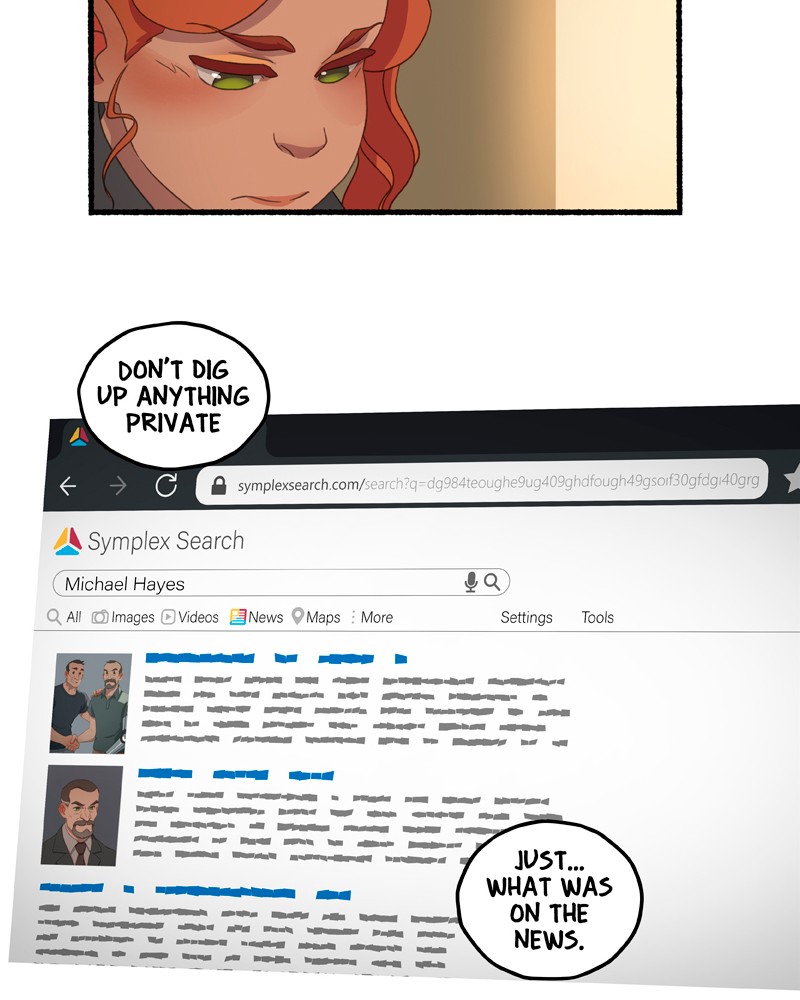 DON'T DIG
UP ANYTHING
PRIVATE
symplexsearch.com/search?q=dg984teoughe9ug409ghdfough49gsoif30gfdgi40grg
Symplex Search
Michael Hayes
All Images Videos News Maps More Settings Tools
JUST...
WHAT WAS
ON THE
NEWS.